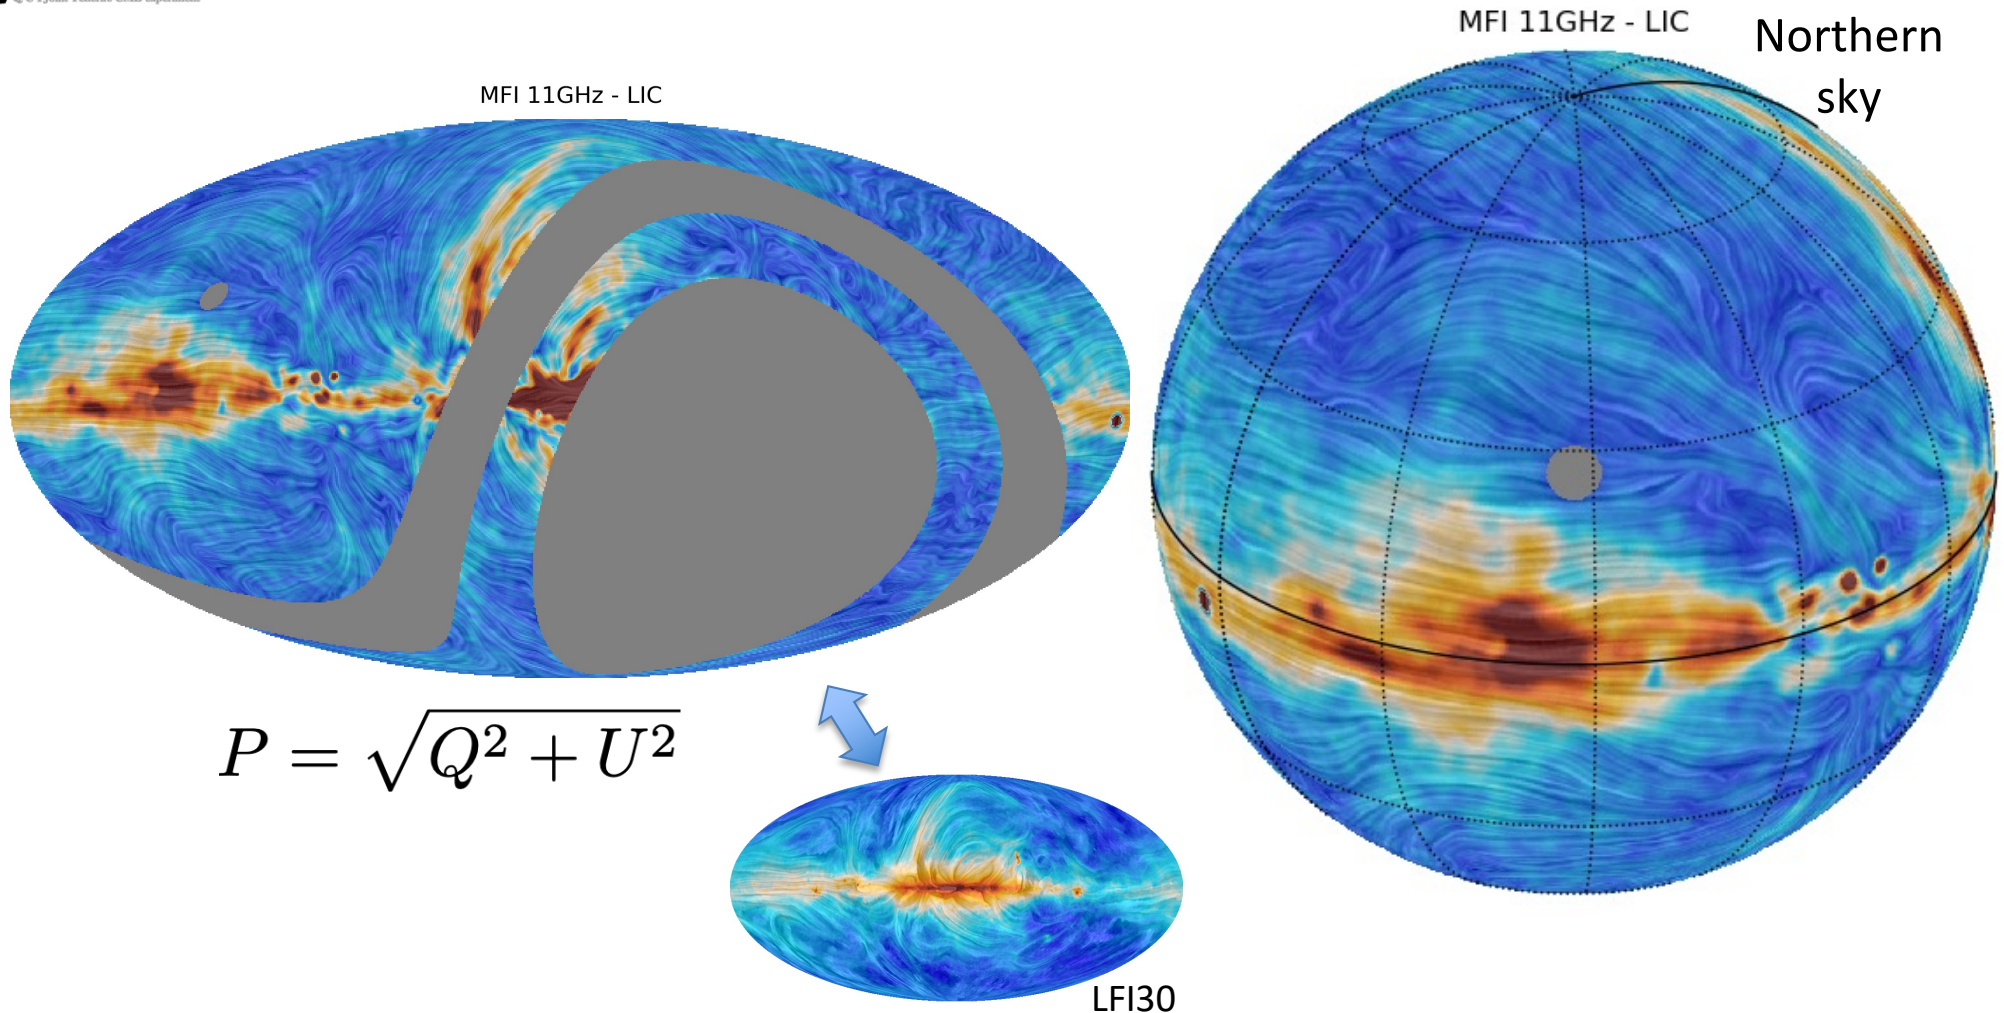 MFI 11GHz - LIC
MFI 11GHz - LIC
Northern
sky
P = √Q² + U²
LFI30